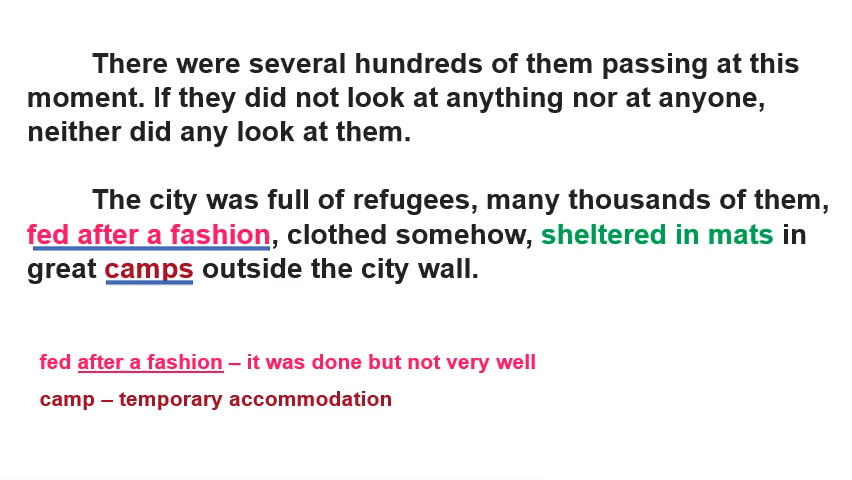 There were several hundreds of them passing at this
moment. If they did not look at anything nor at anyone,
neither did any look at them.
The city was full of refugees, many thousands of them,
fed after a fashion, clothed somehow, sheltered in mats in
great camps outside the city wall.
fed after a fashion – it was done but not very well
camp – temporary accommodation